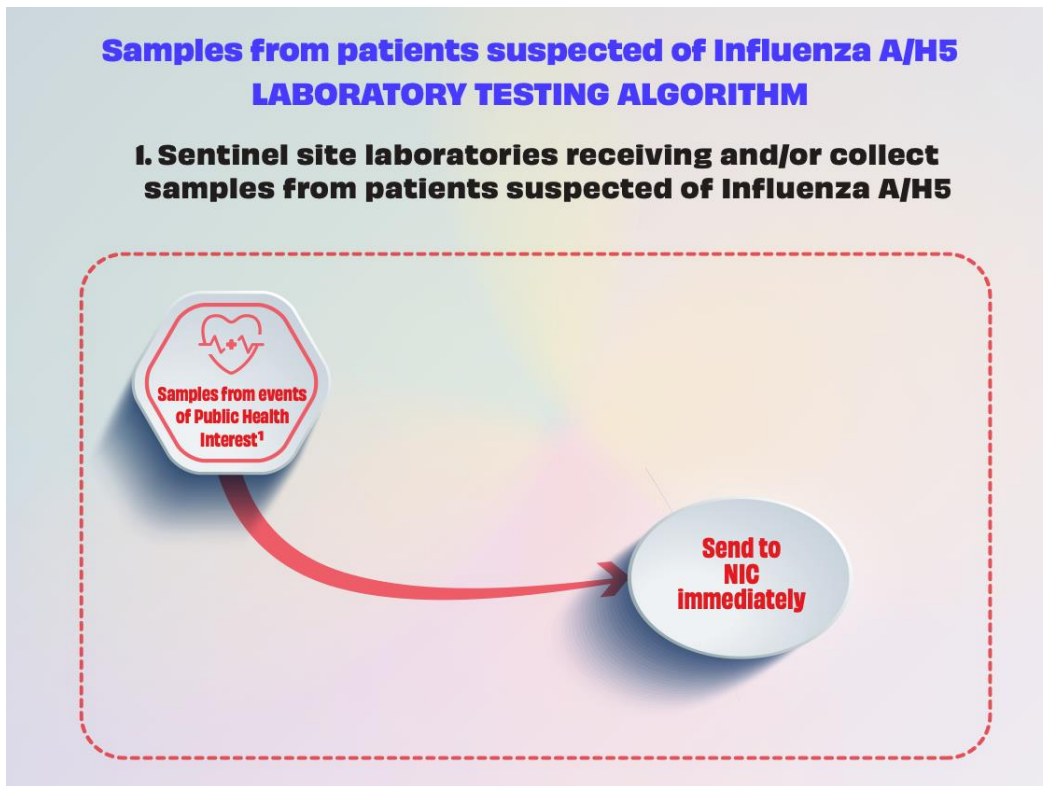 Samples from patients suspected of Influenza A/H5
LABORATORY TESTING ALGORITHM
1. Sentinel site laboratories receiving and/or collect
samples from patients suspected of Influenza A/H5
Samples from events
of Public Health
Interest¹
Send to
NIC
immediately